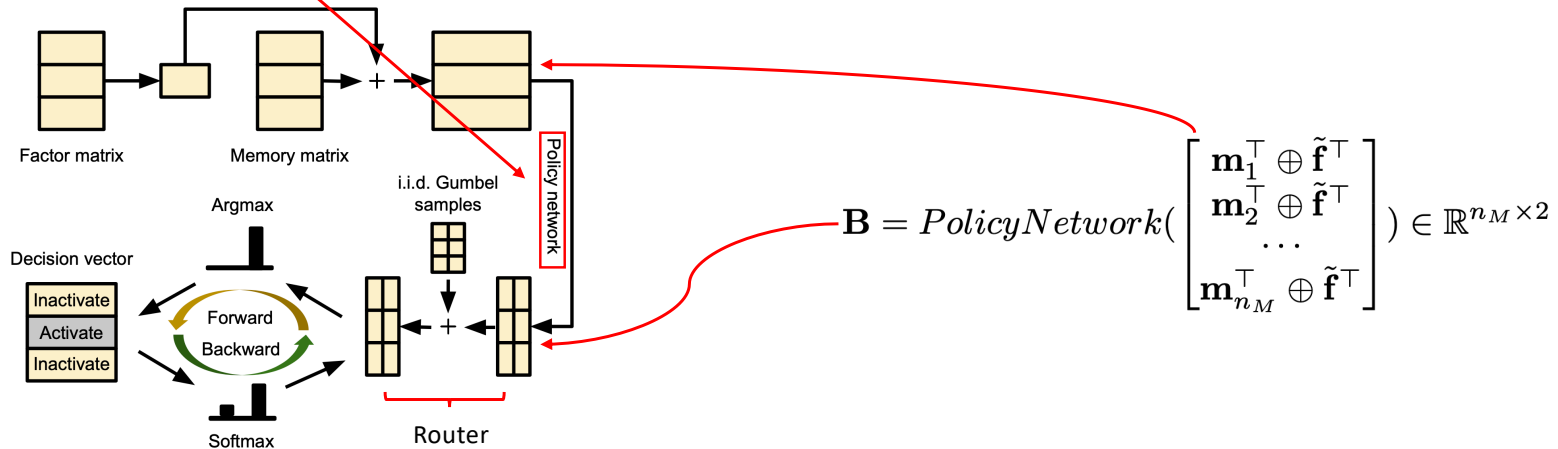 Factor matrix
Memory matrix
Policy network
i.i.d. Gumbel
samples
Argmax
Decision vector
Inactivate
Activate
Inactivate
Forward
Backward
Softmax
+
+
Router
B = PolicyNetwork([
m₁⊤ ⊕ f̃⊤
m₂⊤ ⊕ f̃⊤
⋯
m_{n_M}⊤ ⊕ f̃⊤
]) ∈ ℝ^{n_M×2}